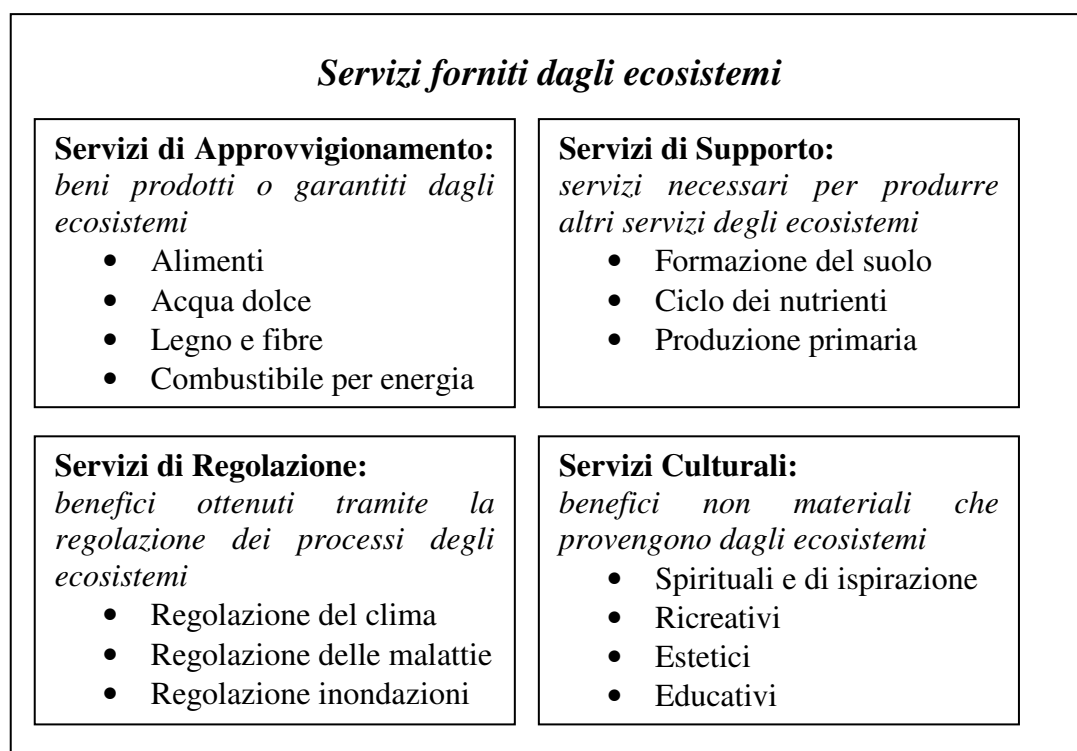 Servizi forniti dagli ecosistemi
Servizi di Approvvigionamento:
beni prodotti o garantiti dagli
ecosistemi
• Alimenti
• Acqua dolce
• Legno e fibre
• Combustibile per energia
Servizi di Supporto:
servizi necessari per produrre
altri servizi degli ecosistemi
• Formazione del suolo
• Ciclo dei nutrienti
• Produzione primaria
Servizi di Regolazione:
benefici ottenuti tramite la
regolazione dei processi degli
ecosistemi
• Regolazione del clima
• Regolazione delle malattie
• Regolazione inondazioni
Servizi Culturali:
benefici non materiali che
provengono dagli ecosistemi
• Spirituali e di ispirazione
• Ricreativi
• Estetici
• Educativi